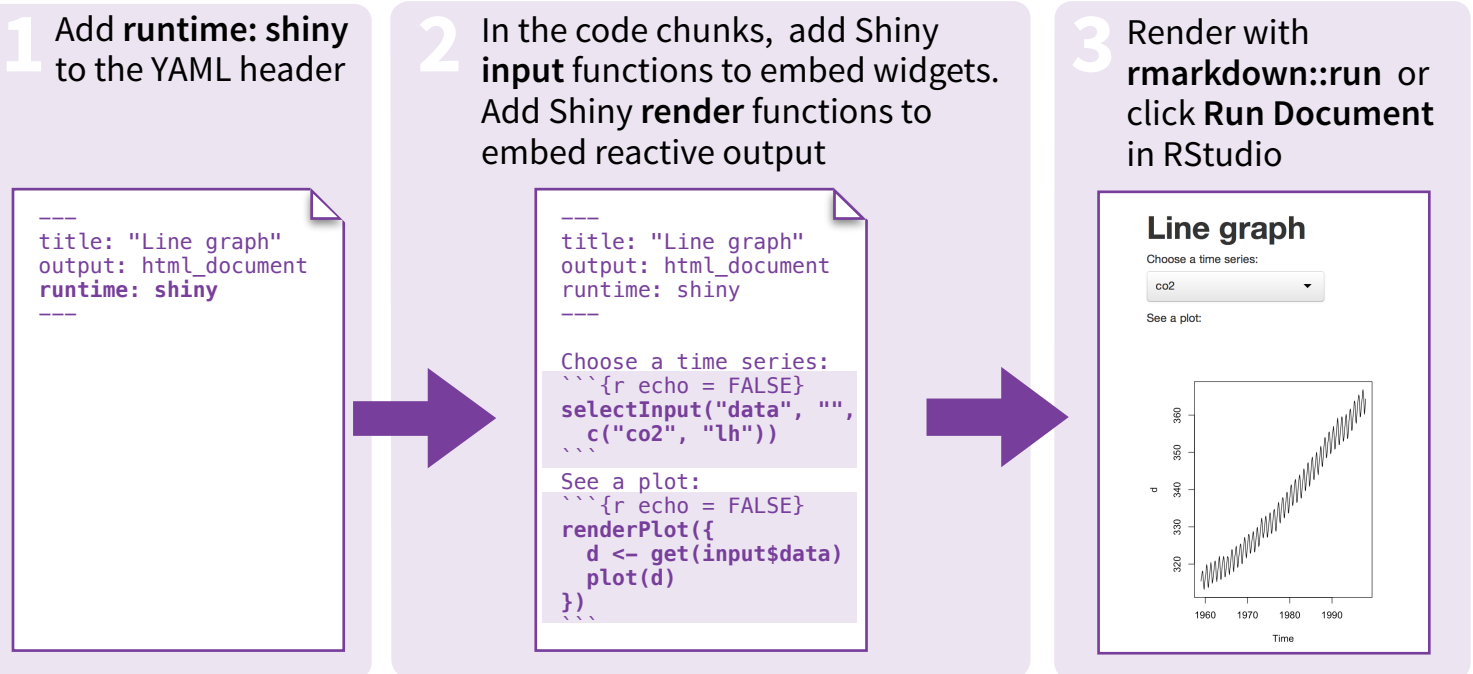 1
Add runtime: shiny
to the YAML header
---
title: "Line graph"
output: html_document
runtime: shiny
---
2
In the code chunks, add Shiny
input functions to embed widgets.
Add Shiny render functions to
embed reactive output
---
title: "Line graph"
output: html_document
runtime: shiny
---
Choose a time series:
```{r echo = FALSE}
selectInput("data", "",
  c("co2", "lh"))
```
See a plot:
```{r echo = FALSE}
renderPlot({
  d <- get(input$data)
  plot(d)
})
```
3
Render with
rmarkdown::run or
click Run Document
in RStudio
Line graph
Choose a time series:
co2
See a plot:
360
350
340
330
320
d
1960 1970 1980 1990
Time